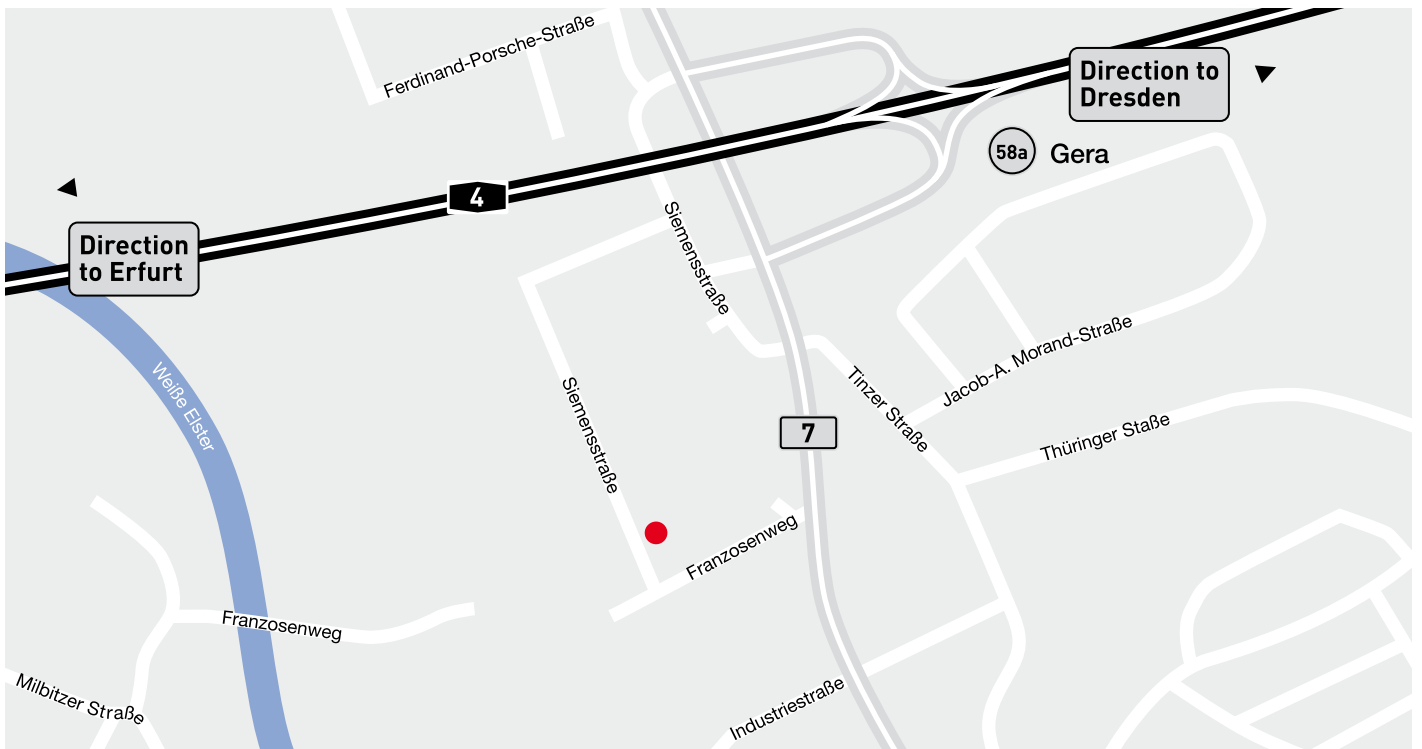 Ferdinand-Porsche-Straße
Direction to
Dresden
58a
Gera
4
Direction
to Erfurt
Siemensstraße
Jacob-A. Morand-Straße
Weiße Elster
Tinzer Straße
Siemensstraße
7
Thüringer Staße
Franzosenweg
Franzosenweg
Milbitzer Straße
Industriestraße